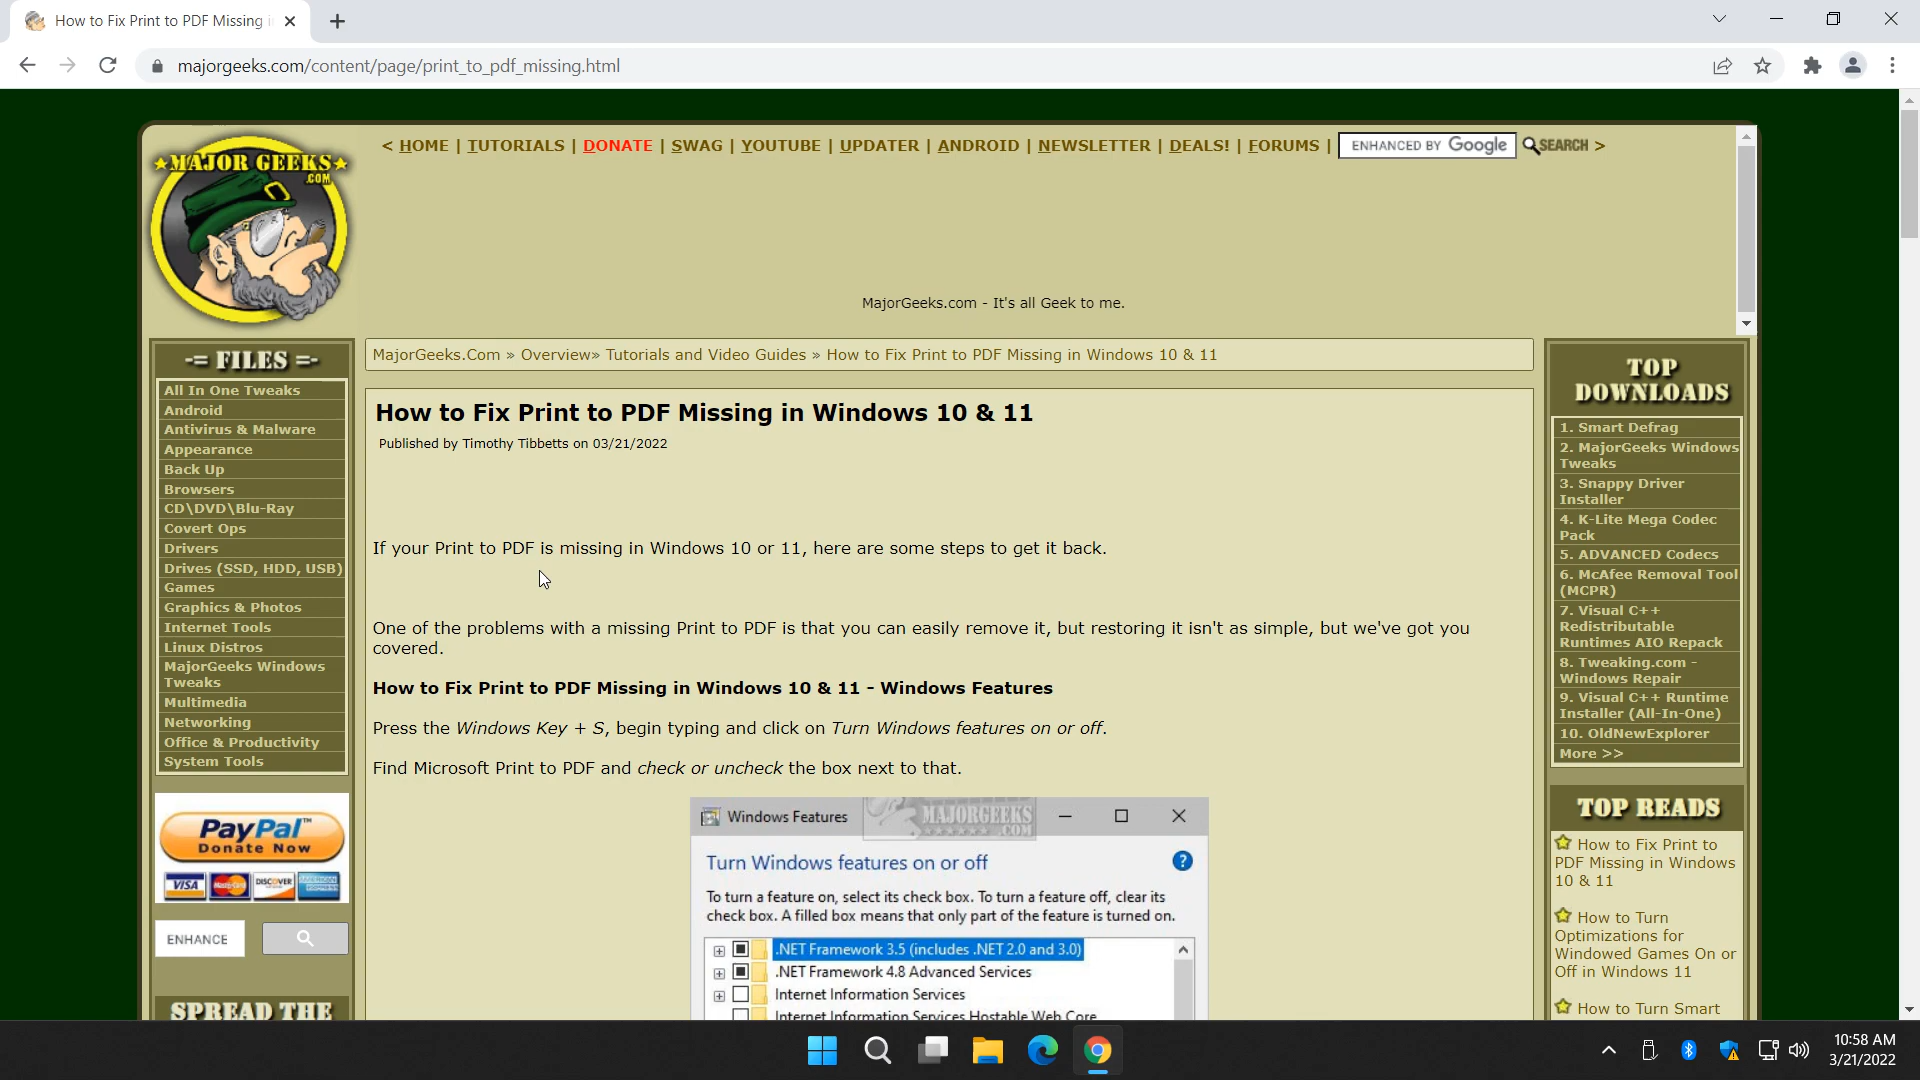 How to Fix Print to PDF Missing i
majorgeeks.com/content/page/print_to_pdf_missing.html
MAJOR GEEKS
.COM
< HOME | TUTORIALS | DONATE | SWAG | YOUTUBE | UPDATER | ANDROID | NEWSLETTER | DEALS! | FORUMS | ENHANCED BY Google SEARCH >
MajorGeeks.com - It's all Geek to me.
-= FILES =-
All In One Tweaks
Android
Antivirus & Malware
Appearance
Back Up
Browsers
CD\DVD\Blu-Ray
Covert Ops
Drivers
Drives (SSD, HDD, USB)
Games
Graphics & Photos
Internet Tools
Linux Distros
MajorGeeks Windows
Tweaks
Multimedia
Networking
Office & Productivity
System Tools
PayPal™
Donate Now
VISA MasterCard DISCOVER AMERICAN EXPRESS
ENHANCE
SPREAD THE
MajorGeeks.Com » Overview» Tutorials and Video Guides » How to Fix Print to PDF Missing in Windows 10 & 11
How to Fix Print to PDF Missing in Windows 10 & 11
Published by Timothy Tibbetts on 03/21/2022
If your Print to PDF is missing in Windows 10 or 11, here are some steps to get it back.
One of the problems with a missing Print to PDF is that you can easily remove it, but restoring it isn't as simple, but we've got you
covered.
How to Fix Print to PDF Missing in Windows 10 & 11 - Windows Features
Press the Windows Key + S, begin typing and click on Turn Windows features on or off.
Find Microsoft Print to PDF and check or uncheck the box next to that.
Windows Features
MAJORGEEKS
.COM
Turn Windows features on or off
To turn a feature on, select its check box. To turn a feature off, clear its
check box. A filled box means that only part of the feature is turned on.
.NET Framework 3.5 (includes .NET 2.0 and 3.0)
.NET Framework 4.8 Advanced Services
Internet Information Services
Internet Information Services Hostable Web Core
TOP
DOWNLOADS
1. Smart Defrag
2. MajorGeeks Windows
Tweaks
3. Snappy Driver
Installer
4. K-Lite Mega Codec
Pack
5. ADVANCED Codecs
6. McAfee Removal Tool
(MCPR)
7. Visual C++
Redistributable
Runtimes AIO Repack
8. Tweaking.com -
Windows Repair
9. Visual C++ Runtime
Installer (All-In-One)
10. OldNewExplorer
More >>
TOP READS
How to Fix Print to
PDF Missing in Windows
10 & 11
How to Turn
Optimizations for
Windowed Games On or
Off in Windows 11
How to Turn Smart
10:58 AM
3/21/2022